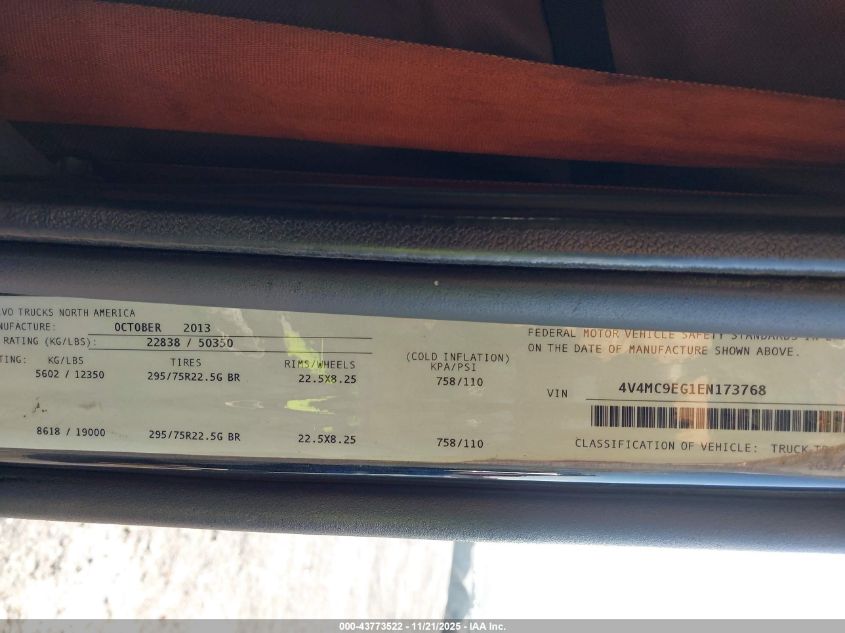 VO TRUCKS NORTH AMERICA
NUFACTURE: OCTOBER 2013
RATING (KG/LBS): 22838 / 50350
TING: KG/LBS TIRES RIMS/WHEELS (COLD INFLATION) KPA/PSI
5602 / 12350 295/75R22.5G BR 22.5X8.25 758/110
8618 / 19000 295/75R22.5G BR 22.5X8.25 758/110
FEDERAL MOTOR VEHICLE SAFETY STANDARDS IN
ON THE DATE OF MANUFACTURE SHOWN ABOVE.
VIN 4V4MC9EG1EN173768
CLASSIFICATION OF VEHICLE: TRUCK
000-43773522 - 11/21/2025 - IAA Inc.